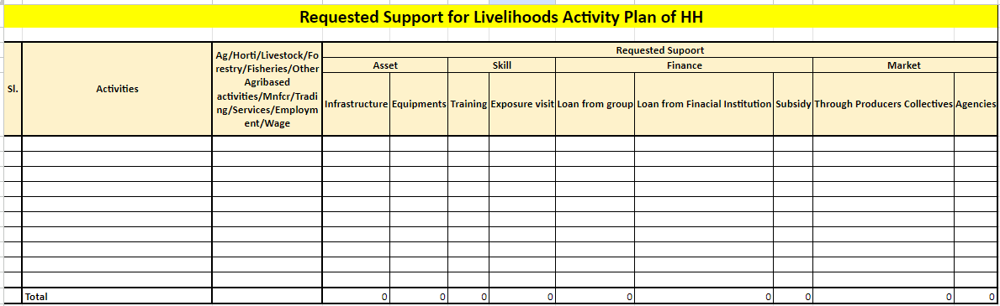 Requested Support for Livelihoods Activity Plan of HH
Sl.
Activities
Ag/Horti/Livestock/Fo
restry/Fisheries/Other
Agribased
activities/Mnfcr/Tradi
ng/Services/Employm
ent/Wage
Requested Supoort
Asset
Skill
Finance
Market
Infrastructure
Equipments
Training
Exposure visit
Loan from group
Loan from Finacial Institution
Subsidy
Through Producers Collectives
Agencies
Total 0 0 0 0 0 0 0 0 0